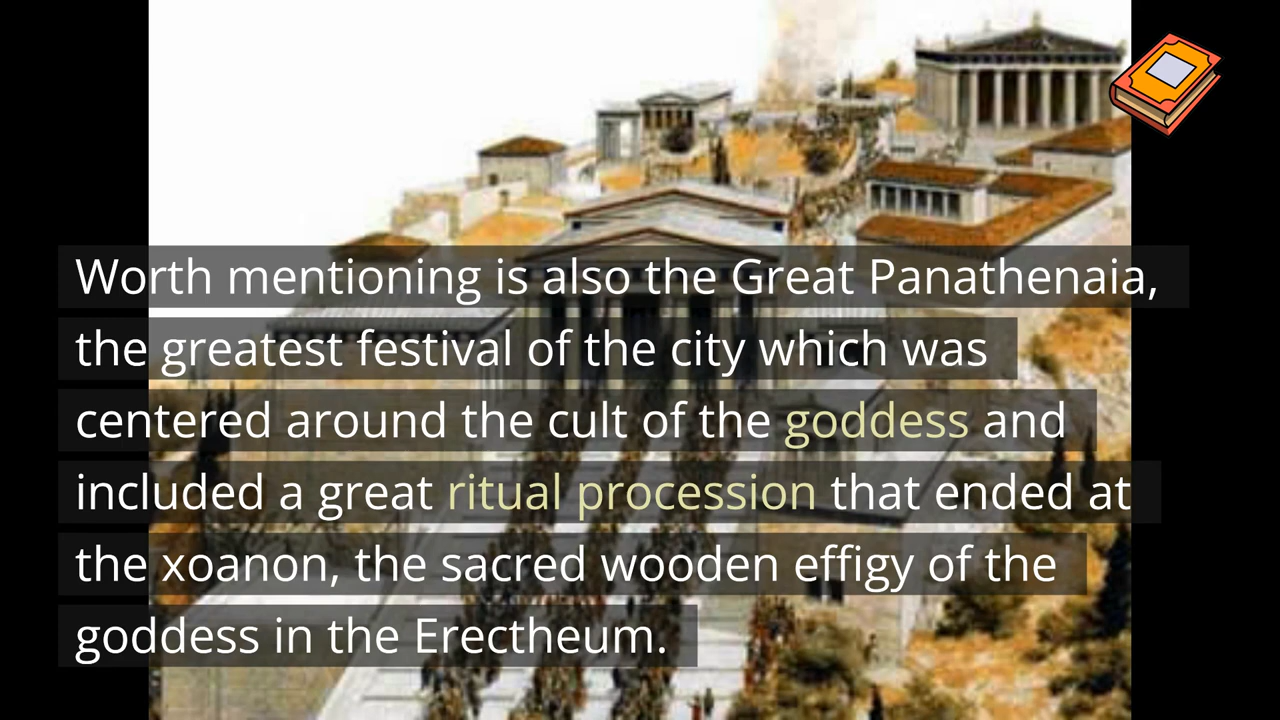 Worth mentioning is also the Great Panathenaia,
the greatest festival of the city which was
centered around the cult of the goddess and
included a great ritual procession that ended at
the xoanon, the sacred wooden effigy of the
goddess in the Erectheum.